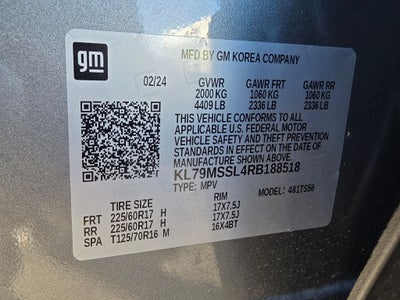 gm
MFD BY GM KOREA COMPANY
02/24 GVWR GAWR FRT GAWR RR
2000 KG 1060 KG 1060 KG
4409 LB 2336 LB 2336 LB
THIS VEHICLE CONFORMS TO ALL
APPLICABLE U.S. FEDERAL MOTOR
VEHICLE SAFETY AND THEFT PREVENTION
STANDARDS IN EFFECT ON THE DATE OF
MANUFACTURE SHOWN ABOVE.
KL79MSSL4RB188518
TYPE: MPV MODEL: 481TS56
TIRE SIZE RIM
FRT 225/60R17 H 17X7.5J
RR 225/60R17 H 17X7.5J
SPA T125/70R16 M 16X4BT